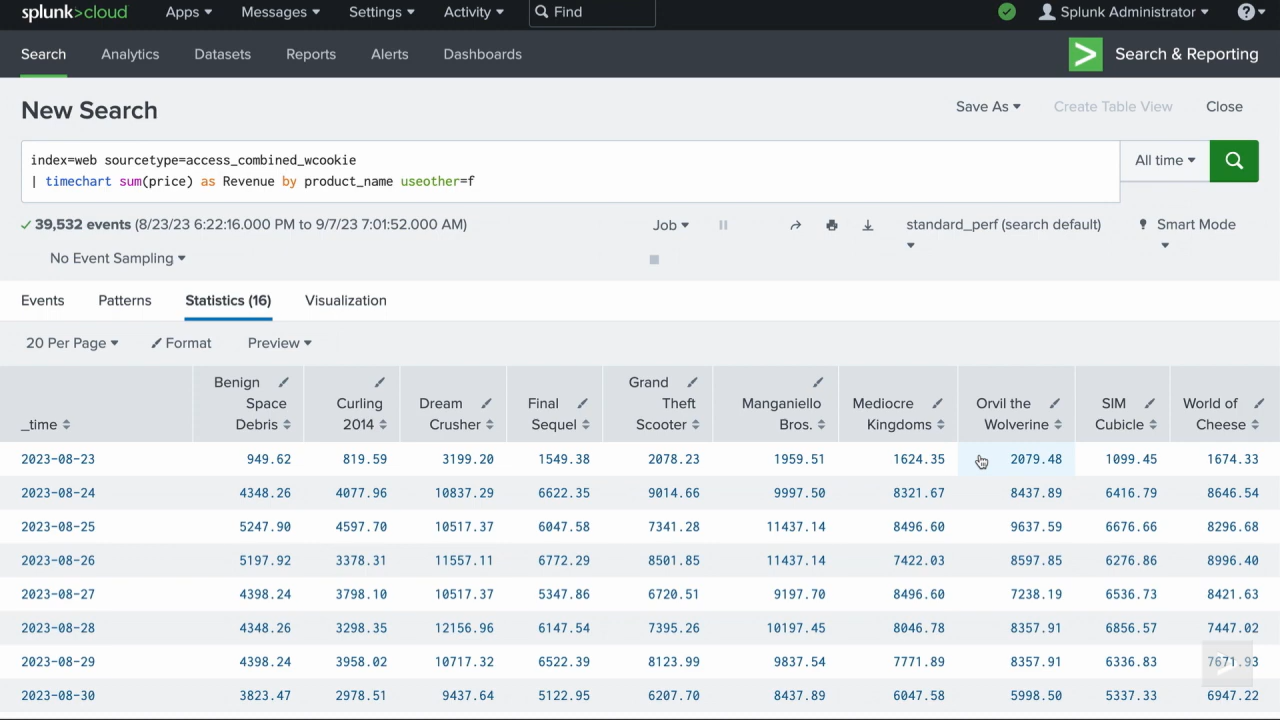 splunk>cloud Apps Messages Settings Activity Find Splunk Administrator ?
Search Analytics Datasets Reports Alerts Dashboards > Search & Reporting
New Search Save As Create Table View Close
index=web sourcetype=access_combined_wcookie All time
| timechart sum(price) as Revenue by product_name useother=f
39,532 events (8/23/23 6:22:16.000 PM to 9/7/23 7:01:52.000 AM) Job standard_perf (search default) Smart Mode
No Event Sampling
Events Patterns Statistics (16) Visualization
20 Per Page Format Preview
_time Benign Space Debris Curling 2014 Dream Crusher Final Sequel Grand Theft Scooter Manganiello Bros. Mediocre Kingdoms Orvil the Wolverine SIM Cubicle World of Cheese
2023-08-23 949.62 819.59 3199.20 1549.38 2078.23 1959.51 1624.35 2079.48 1099.45 1674.33
2023-08-24 4348.26 4077.96 10837.29 6622.35 9014.66 9997.50 8321.67 8437.89 6416.79 8646.54
2023-08-25 5247.90 4597.70 10517.37 6047.58 7341.28 11437.14 8496.60 9637.59 6676.66 8296.68
2023-08-26 5197.92 3378.31 11557.11 6772.29 8501.85 11437.14 7422.03 8597.85 6276.86 8996.40
2023-08-27 4398.24 3798.10 10517.37 5347.86 6720.51 9197.70 8496.60 7238.19 6536.73 8421.63
2023-08-28 4348.26 3298.35 12156.96 6147.54 7395.26 10197.45 8046.78 8357.91 6856.57 7447.02
2023-08-29 4398.24 3958.02 10717.32 6522.39 8123.99 9837.54 7771.89 8357.91 6336.83 7671.93
2023-08-30 3823.47 2978.51 9437.64 5122.95 6207.70 8437.89 6047.58 5998.50 5337.33 6947.22